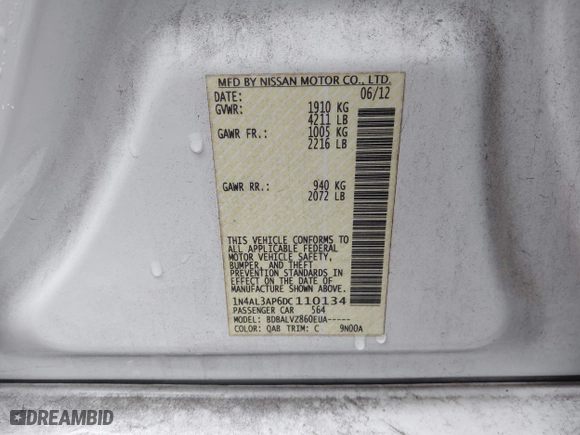 MFD BY NISSAN MOTOR CO., LTD.
DATE: 06/12
GVWR: 1910 KG
4211 LB
GAWR FR.: 1005 KG
2216 LB
GAWR RR.: 940 KG
2072 LB
THIS VEHICLE CONFORMS TO
ALL APPLICABLE FEDERAL
MOTOR VEHICLE SAFETY,
BUMPER, AND THEFT
PREVENTION STANDARDS IN
EFFECT ON THE DATE OF
MANUFACTURE SHOWN ABOVE.
1N4AL3AP6DC110134
PASSENGER CAR 564
MODEL: BDBALVZ860EUA-----
COLOR: QAB TRIM: C 9N00A
DREAMBID